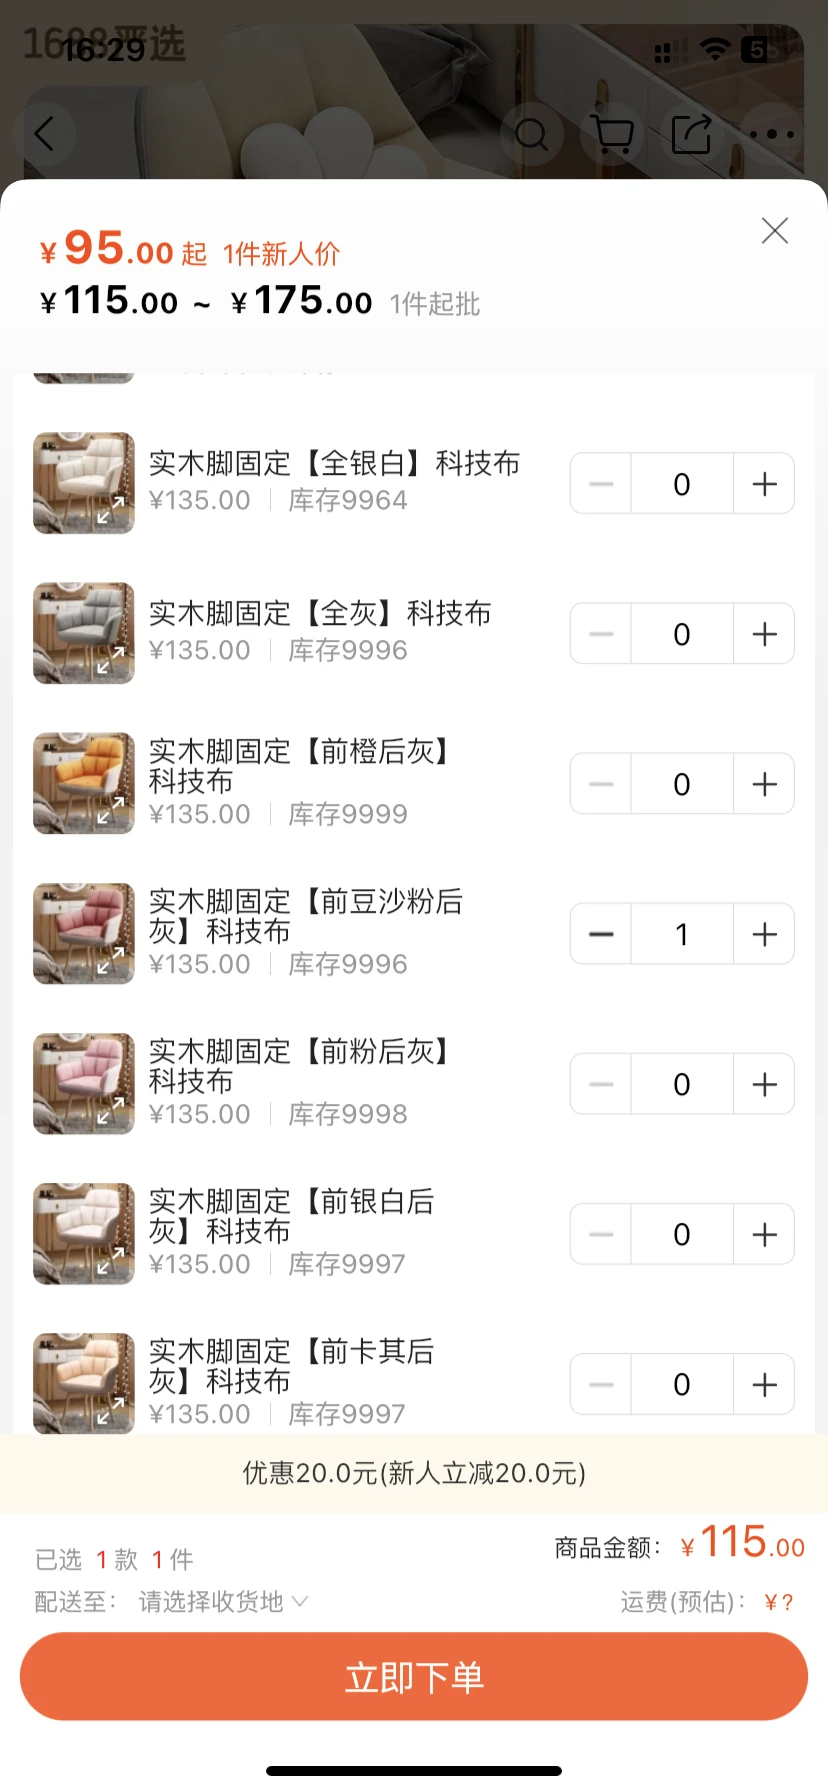 1688严选
16:29
¥95.00起 1件新人价
¥115.00 ~ ¥175.00 1件起批
实木脚固定【全银白】科技布
¥135.00 库存9964
0
实木脚固定【全灰】科技布
¥135.00 库存9996
0
实木脚固定【前橙后灰】
科技布
¥135.00 库存9999
0
实木脚固定【前豆沙粉后
灰】科技布
¥135.00 库存9996
1
实木脚固定【前粉后灰】
科技布
¥135.00 库存9998
0
实木脚固定【前银白后
灰】科技布
¥135.00 库存9997
0
实木脚固定【前卡其后
灰】科技布
¥135.00 库存9997
0
优惠20.0元(新人立减20.0元)
已选 1 款 1 件
商品金额：¥115.00
配送至： 请选择收货地
运费(预估)：¥?
立即下单